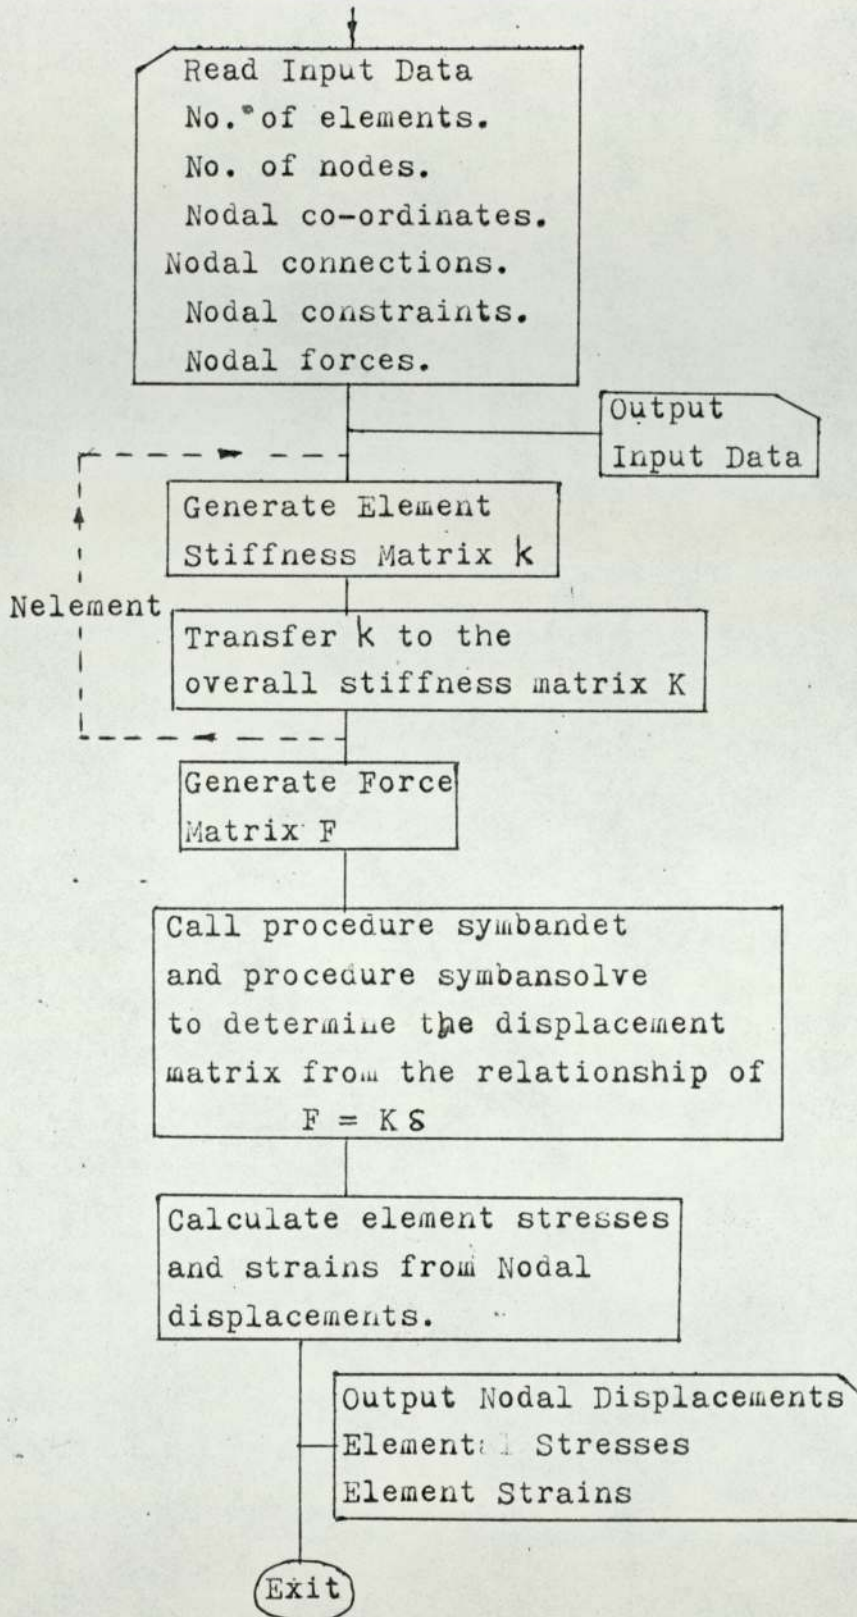 Read Input Data
No. of elements.
No. of nodes.
Nodal co-ordinates.
Nodal connections.
Nodal constraints.
Nodal forces.
Output
Input Data
Generate Element
Stiffness Matrix k
Nelement
Transfer k to the
overall stiffness matrix K
Generate Force
Matrix F
Call procedure symbandet
and procedure symbansolve
to determine the displacement
matrix from the relationship of
F = K δ
Calculate element stresses
and strains from Nodal
displacements.
Output Nodal Displacements
Elemental Stresses
Element Strains
Exit